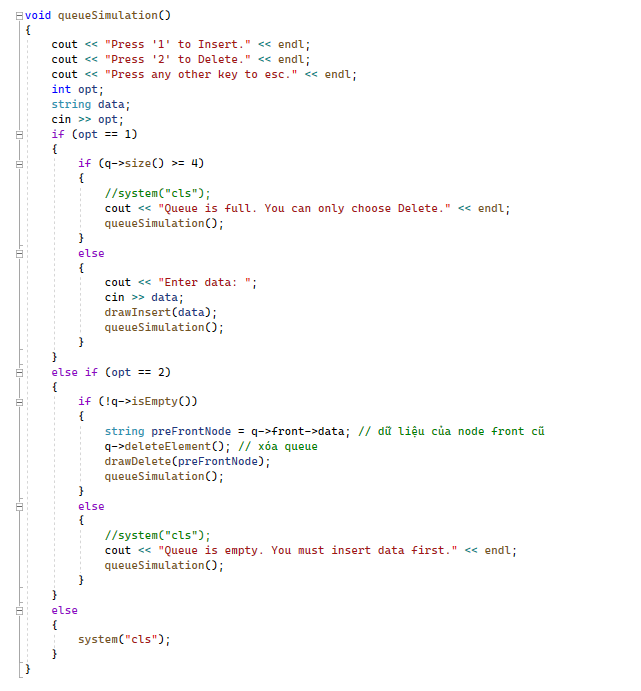 void queueSimulation()
{
    cout << "Press '1' to Insert." << endl;
    cout << "Press '2' to Delete." << endl;
    cout << "Press any other key to esc." << endl;
    int opt;
    string data;
    cin >> opt;
    if (opt == 1)
    {
        if (q->size() >= 4)
        {
            //system("cls");
            cout << "Queue is full. You can only choose Delete." << endl;
            queueSimulation();
        }
        else
        {
            cout << "Enter data: ";
            cin >> data;
            drawInsert(data);
            queueSimulation();
        }
    }
    else if (opt == 2)
    {
        if (!q->isEmpty())
        {
            string preFrontNode = q->front->data; // dữ liệu của node front cũ
            q->deleteElement(); // xóa queue
            drawDelete(preFrontNode);
            queueSimulation();
        }
        else
        {
            //system("cls");
            cout << "Queue is empty. You must insert data first." << endl;
            queueSimulation();
        }
    }
    else
    {
        system("cls");
    }
}